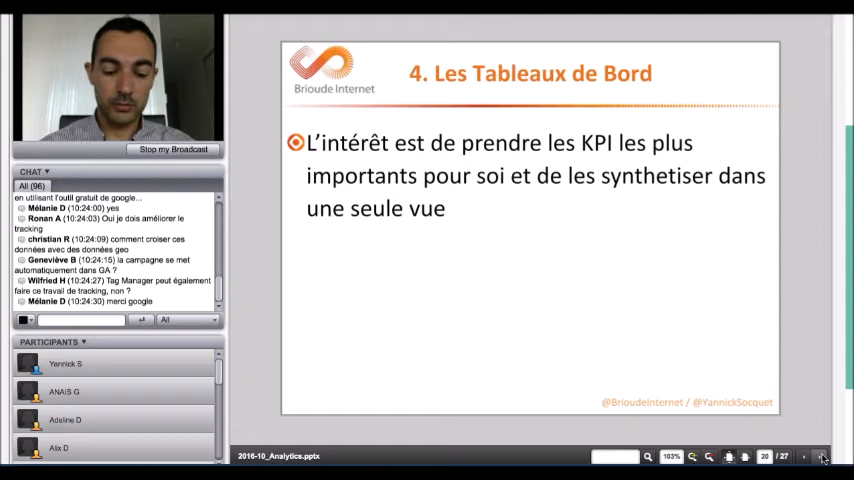 Stop my Broadcast
CHAT
All (96)
en utilisant l'outil gratuit de google...
Mélanie D (10:24:00) yes
Ronan A (10:24:03) Oui je dois améliorer le
tracking
christian R (10:24:09) comment croiser ces
données avec des données geo
Geneviève B (10:24:15) la campagne se met
automatiquement dans GA ?
Wilfried H (10:24:27) Tag Manager peut également
faire ce travail de tracking, non ?
Mélanie D (10:24:30) merci google
All
PARTICIPANTS
Yannick S
ANAIS G
Adeline D
Alix D
Brioude Internet
4. Les Tableaux de Bord
L'intérêt est de prendre les KPI les plus
importants pour soi et de les synthetiser dans
une seule vue
@BrioudeInternet / @YannickSocquet
2016-10_Analytics.pptx
103%
20 / 27